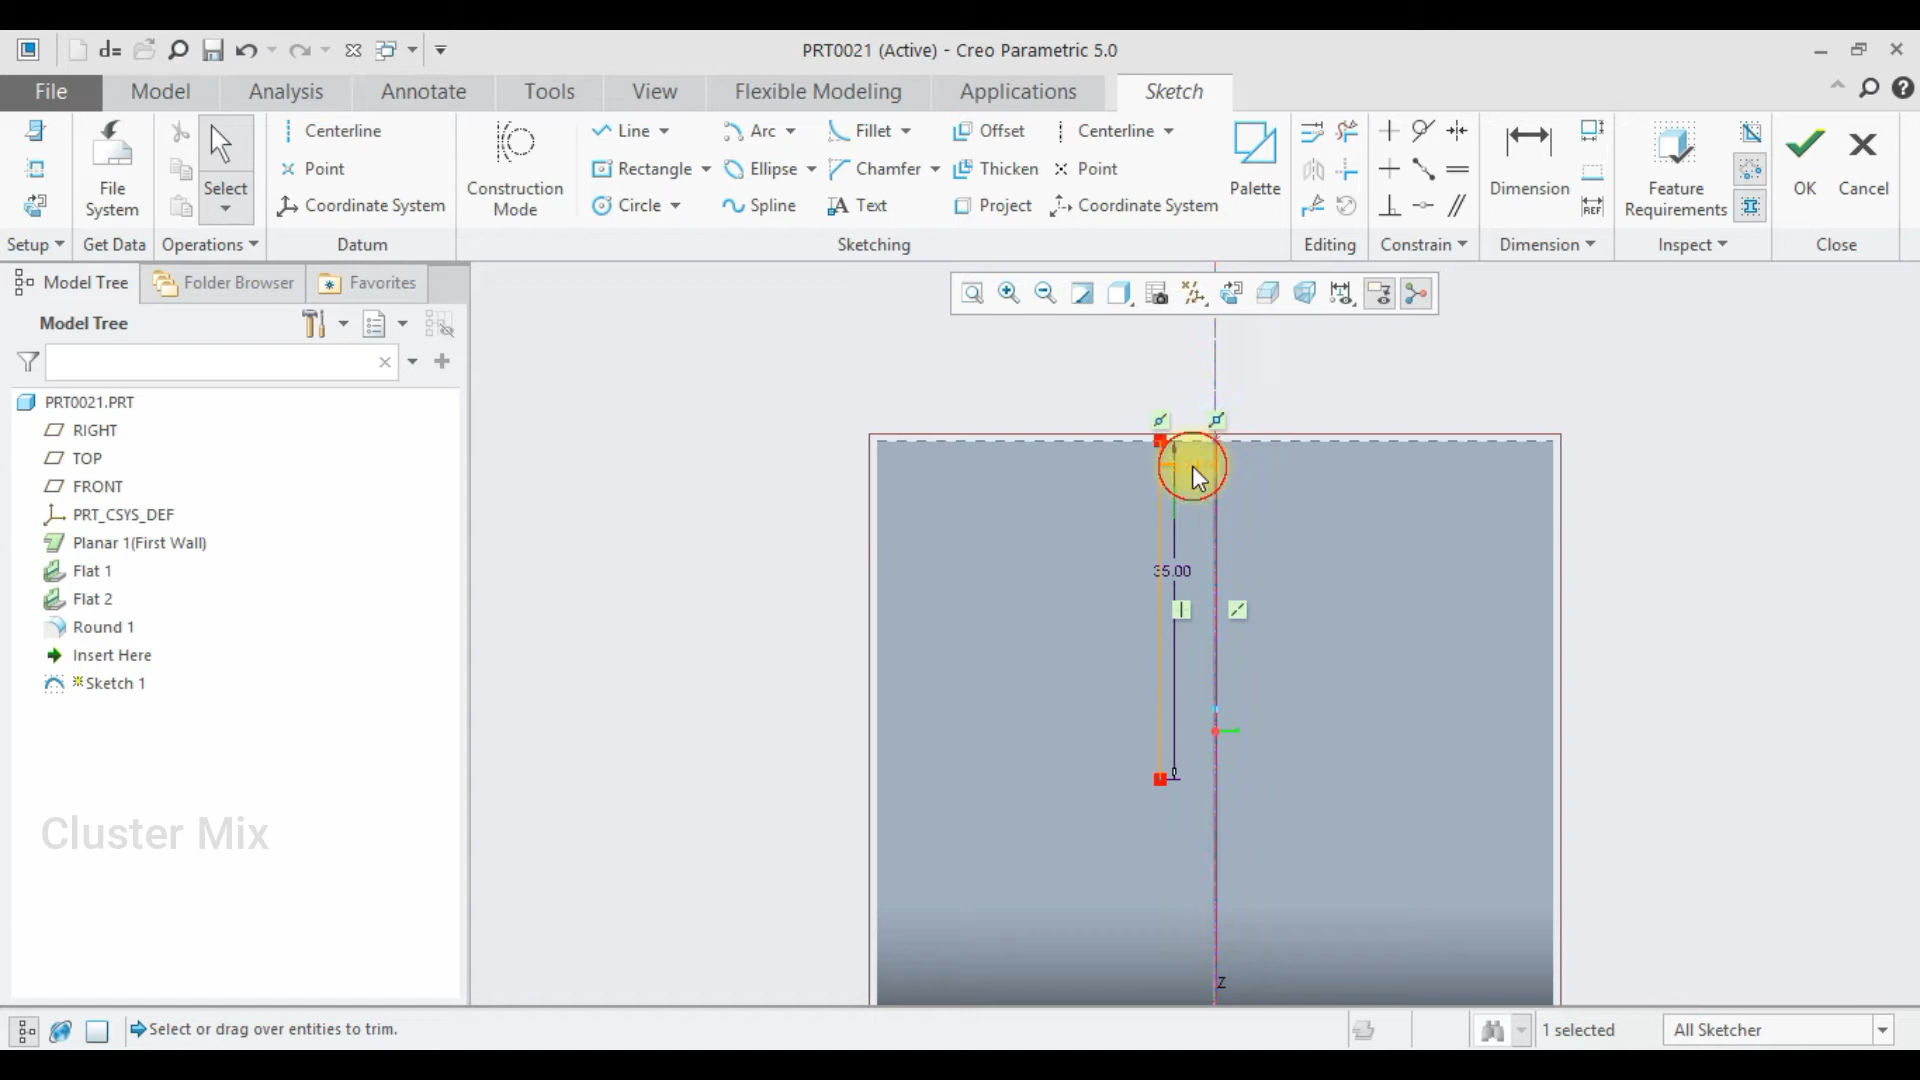 d=
PRT0021 (Active) - Creo Parametric 5.0
File Model Analysis Annotate Tools View Flexible Modeling Applications Sketch
Centerline Line Arc Fillet Offset Centerline
Point Rectangle Ellipse Chamfer Thicken Point
Coordinate System Circle Spline Text Project Coordinate System
File System
Select
Construction Mode
Palette
Dimension
REF
Feature Requirements
OK Cancel
Setup Get Data Operations Datum Sketching Editing Constrain Dimension Inspect Close
Model Tree Folder Browser Favorites
Model Tree
PRT0021.PRT
RIGHT
TOP
FRONT
PRT_CSYS_DEF
Planar 1(First Wall)
Flat 1
Flat 2
Round 1
Insert Here
Sketch 1
35.00
Z
Cluster Mix
Select or drag over entities to trim. 1 selected All Sketcher